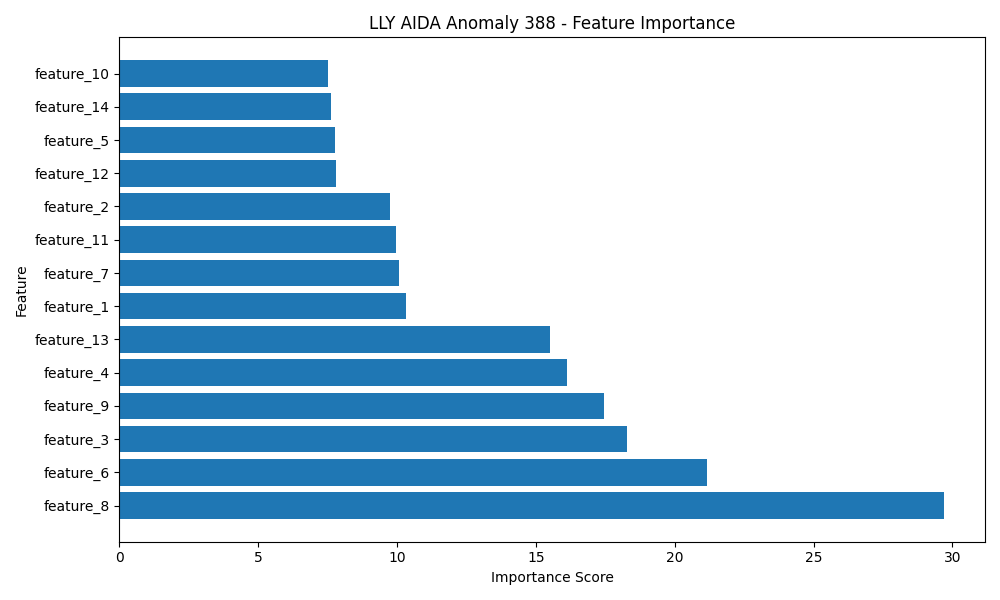 LLY AIDA Anomaly 388 - Feature Importance
feature_10
feature_14
feature_5
feature_12
feature_2
feature_11
feature_7
feature_1
feature_13
feature_4
feature_9
feature_3
feature_6
feature_8
Feature
0 5 10 15 20 25 30
Importance Score